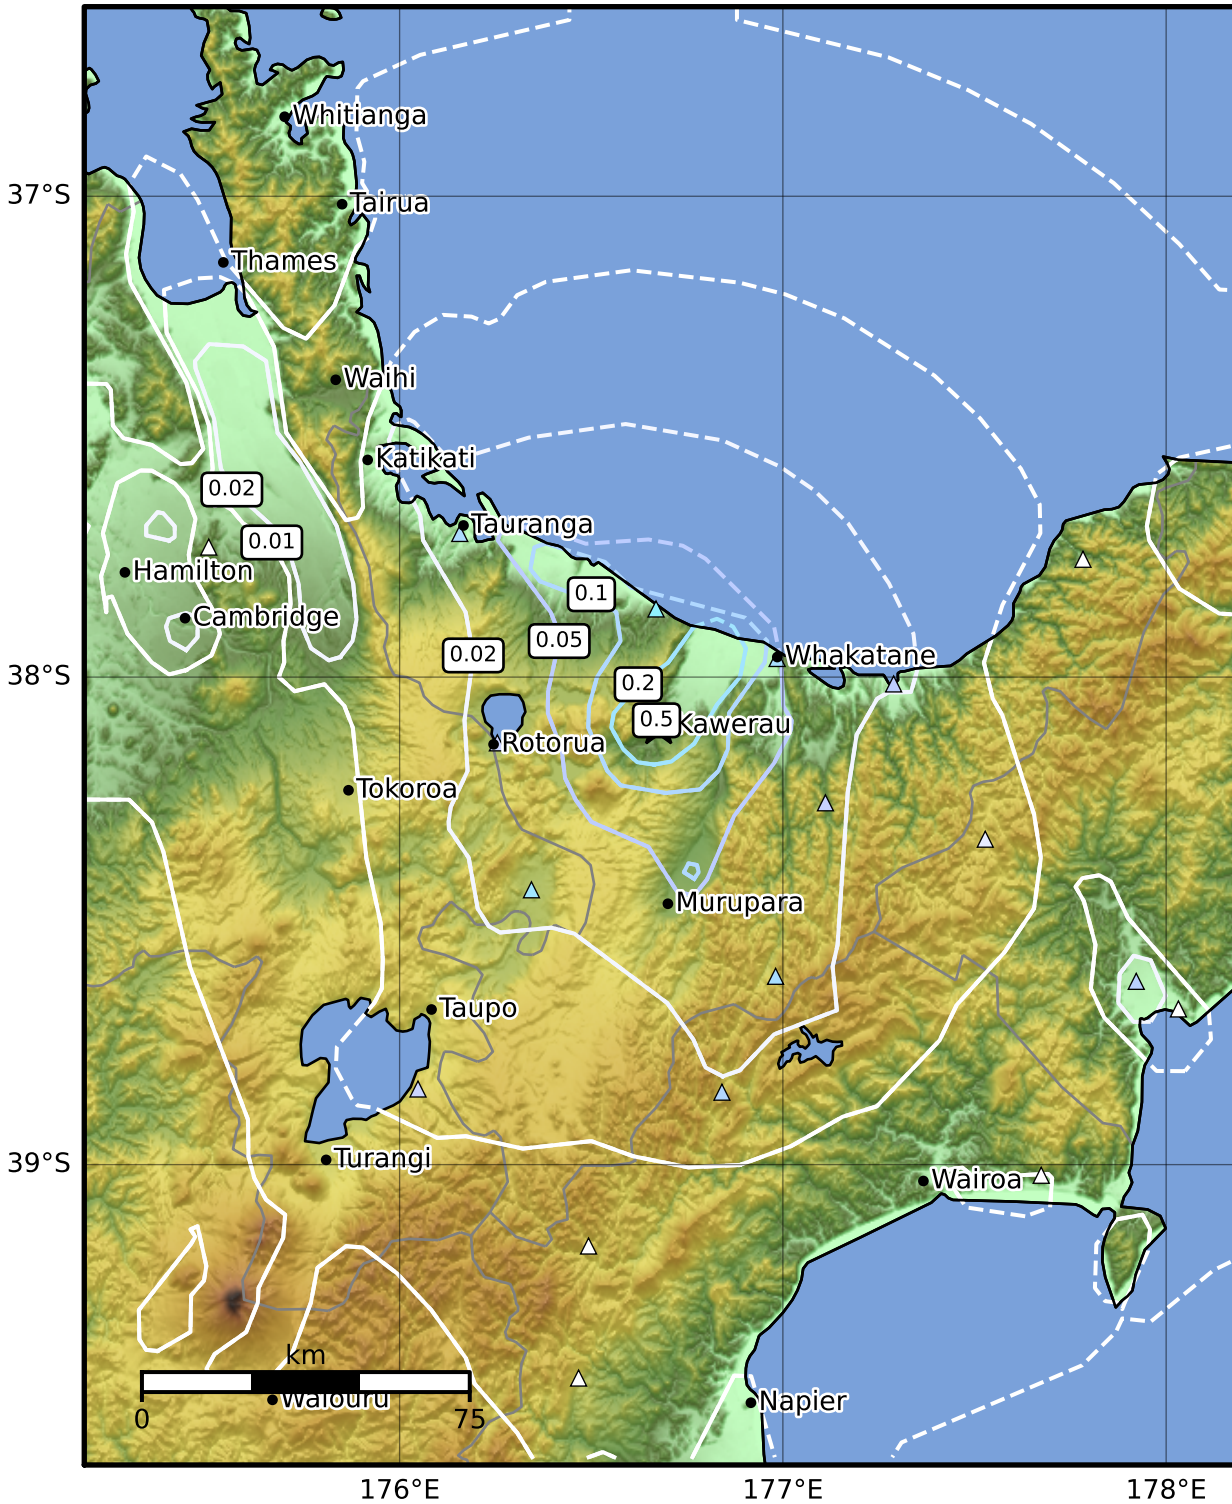 Whitianga
37°S
Tairua
Thames
Waihi
Katikati
0.02
Tauranga
0.01
Hamilton
0.1
Cambridge
0.05
0.02
Whakatane
0.2
0.5
Kawerau
Rotorua
Tokoroa
38°S
Murupara
Taupo
Turangi
39°S
Wairoa
km
Waiouru
0
75
Napier
176°E
177°E
178°E